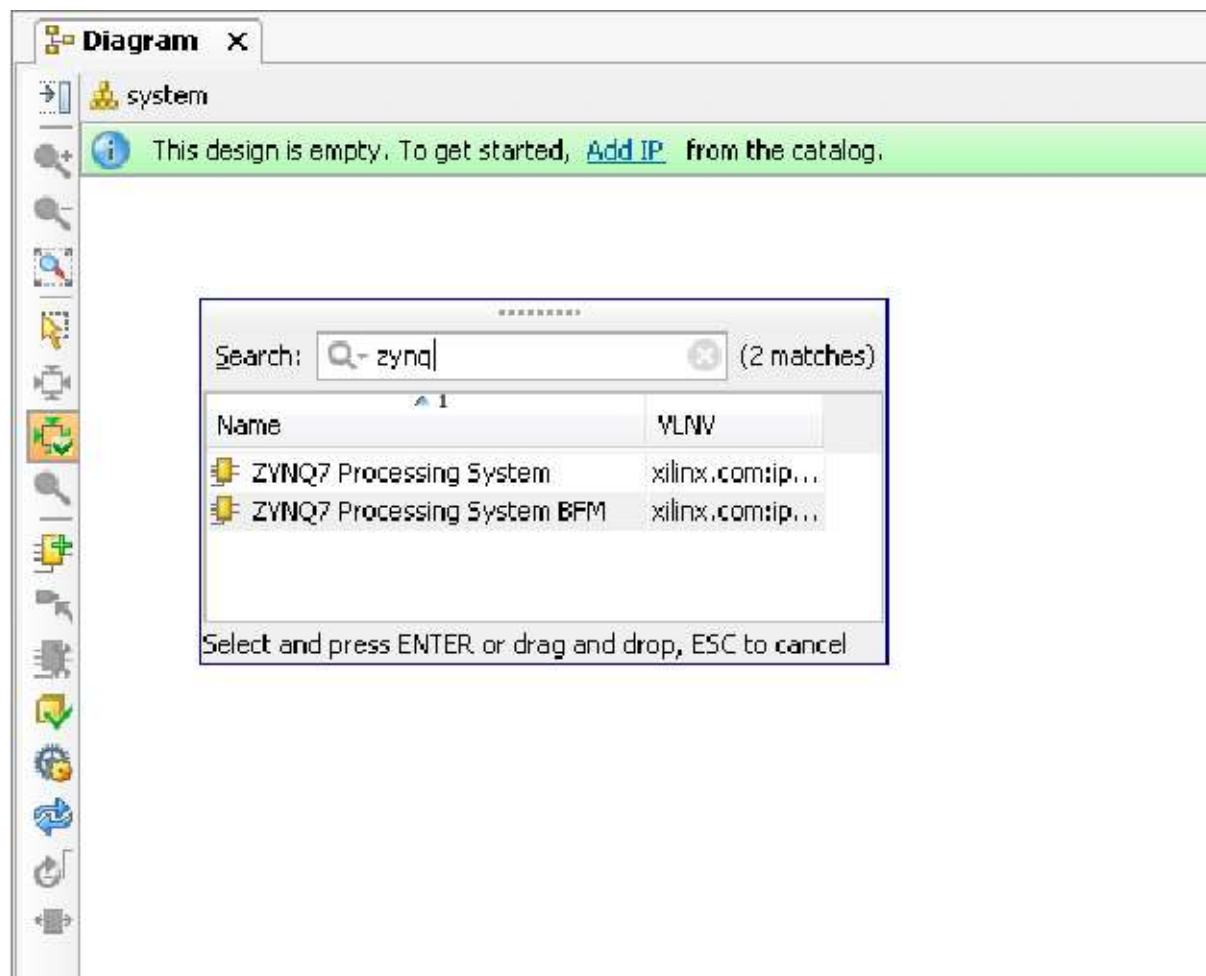 Diagram X
system
This design is empty. To get started, Add IP from the catalog.
Search: zynq (2 matches)
1
Name VLNV
ZYNQ7 Processing System xilinx.com:ip...
ZYNQ7 Processing System BFM xilinx.com:ip...
Select and press ENTER or drag and drop, ESC to cancel